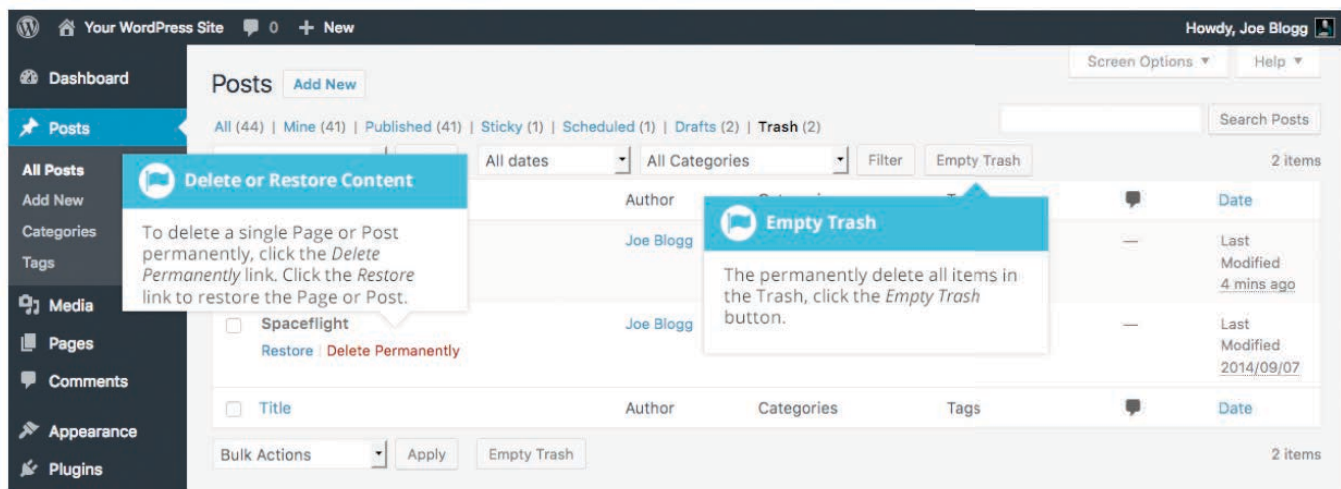 Your WordPress Site 0 + New Howdy, Joe Blogg
Dashboard
Posts
All Posts
Add New
Categories
Tags
Media
Pages
Comments
Appearance
Plugins
Screen Options Help
Posts Add New
All (44) | Mine (41) | Published (41) | Sticky (1) | Scheduled (1) | Drafts (2) | Trash (2)
Search Posts
All dates All Categories Filter Empty Trash 2 items
Delete or Restore Content
To delete a single Page or Post
permanently, click the Delete
Permanently link. Click the Restore
link to restore the Page or Post.
Author Date
Joe Blogg — Last
Modified
4 mins ago
Empty Trash
The permanently delete all items in
the Trash, click the Empty Trash
button.
Spaceflight Joe Blogg — Last
Restore | Delete Permanently Modified
2014/09/07
Title Author Categories Tags Date
Bulk Actions Apply Empty Trash 2 items